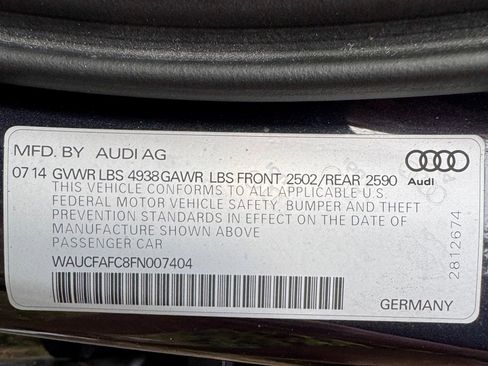 MFD. BY AUDI AG
07 14 GVWR LBS 4938 GAWR LBS FRONT 2502/REAR 2590
Audi
THIS VEHICLE CONFORMS TO ALL APPLICABLE U.S.
FEDERAL MOTOR VEHICLE SAFETY, BUMPER AND THEFT
PREVENTION STANDARDS IN EFFECT ON THE DATE OF
MANUFACTURE SHOWN ABOVE
PASSENGER CAR
WAUCFAFC8FN007404
GERMANY
2812674